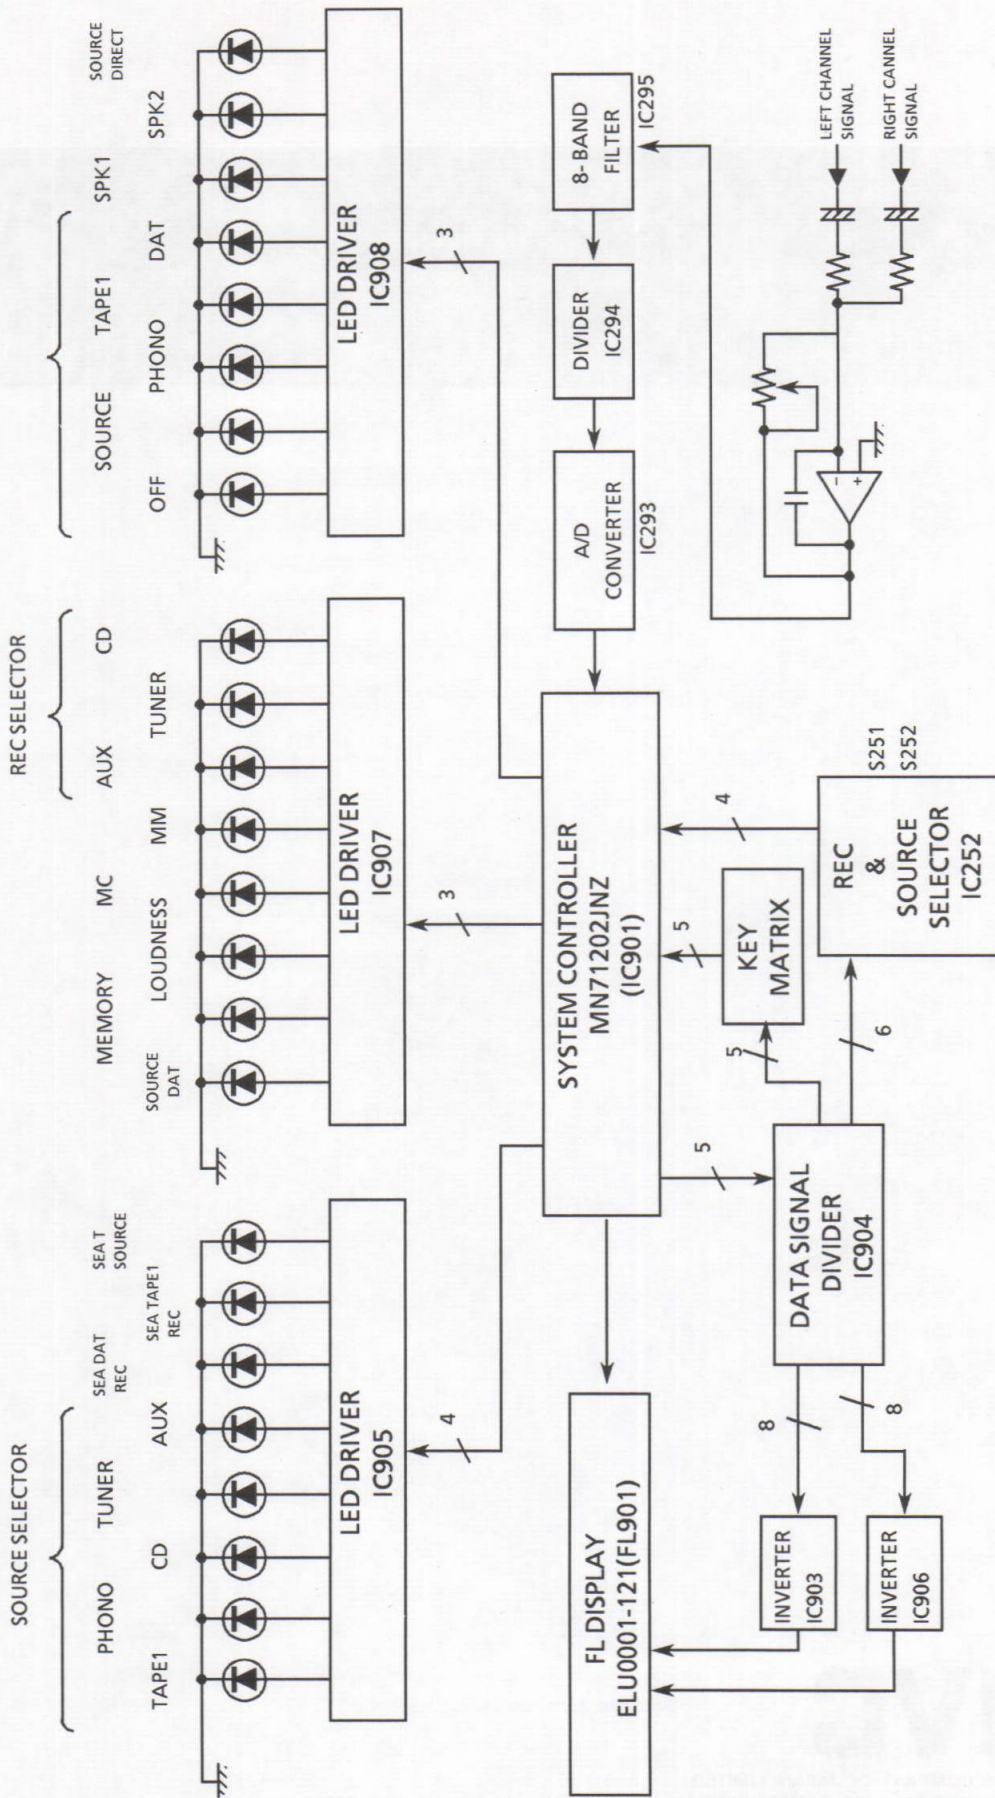 SOURCE SELECTOR
TAPE1
PHONO
CD
TUNER
AUX
SEA DAT
REC
SEA TAPE1
REC
SEA T
SOURCE
LED DRIVER
IC905
4
REC SELECTOR
SOURCE
DAT
MEMORY
LOUDNESS
MC
MM
AUX
TUNER
CD
LED DRIVER
IC907
3
OFF
SOURCE
PHONO
TAPE1
DAT
SPK1
SPK2
SOURCE
DIRECT
LED DRIVER
IC908
3
FL DISPLAY
ELU0001-121(FL901)
SYSTEM CONTROLLER
MN71202JNZ
(IC901)
A/D
CONVERTER
IC293
DIVIDER
IC294
8- BAND
FILTER
IC295
INVERTER
IC903
INVERTER
IC906
8
8
DATA SIGNAL
DIVIDER
IC904
5
5
6
KEY
MATRIX
5
4
REC
&
SOURCE
SELECTOR
IC252
S251
S252
-
+
LEFT CHANNEL
SIGNAL
RIGHT CANNEL
SIGNAL